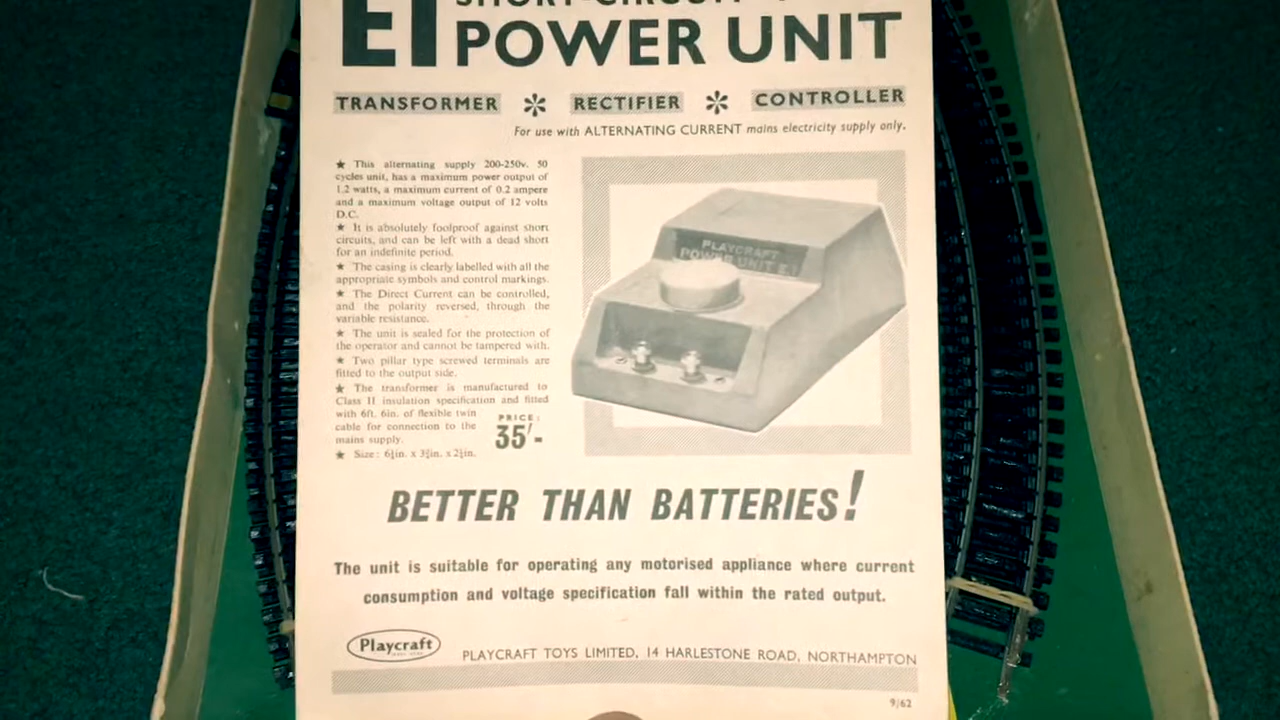 E1
SHORT-CIRCUIT
POWER UNIT
TRANSFORMER * RECTIFIER * CONTROLLER
For use with ALTERNATING CURRENT mains electricity supply only.
★ This alternating supply 200-250v. 50
cycles unit, has a maximum power output of
1.2 watts, a maximum current of 0.2 ampere
and a maximum voltage output of 12 volts
D.C.
★ It is absolutely foolproof against short
circuits, and can be left with a dead short
for an indefinite period.
★ The casing is clearly labelled with all the
appropriate symbols and control markings.
★ The Direct Current can be controlled,
and the polarity reversed, through the
variable resistance.
★ The unit is sealed for the protection of
the operator and cannot be tampered with.
★ Two pillar type screwed terminals are
fitted to the output side.
★ The transformer is manufactured to
Class II insulation specification and fitted
with 6ft. 6in. of flexible twin
cable for connection to the
mains supply.
★ Size: in. x in. x in.
PRICE:
35'-
PLAYCRAFT
POWER UNIT E.1
BETTER THAN BATTERIES!
The unit is suitable for operating any motorised appliance where current
consumption and voltage specification fall within the rated output.
Playcraft
PLAYCRAFT TOYS LIMITED, 14 HARLESTONE ROAD, NORTHAMPTON
9/62